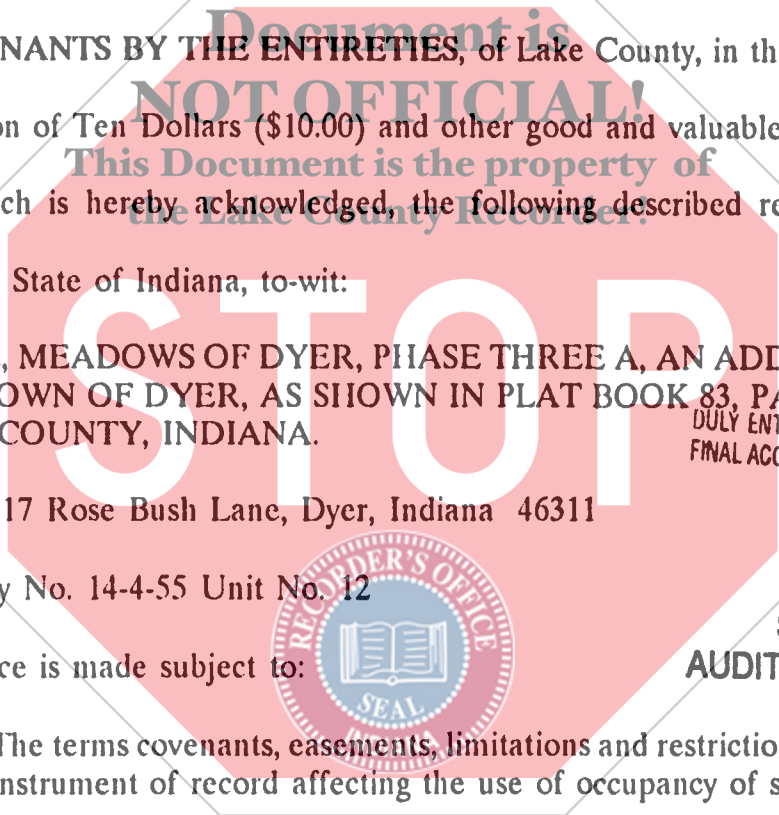 Document is
NANTS BY THE ENTIRETIES, of Lake County, in th
NOT OFFICIAL!
on of Ten Dollars ($10.00) and other good and valuable
This Document is the property of
ch is hereby acknowledged, the following described re
the Lake County Recorder!
State of Indiana, to-wit:
STOP
, MEADOWS OF DYER, PHASE THREE A, AN ADD
OWN OF DYER, AS SHOWN IN PLAT BOOK 83, PA
DULY ENT
COUNTY, INDIANA.
FINAL ACC
17 Rose Bush Lane, Dyer, Indiana 46311
RECORDER'S OFFICE
y No. 14-4-55 Unit No. 12
ce is made subject to:
AUDIT
SEAL
The terms covenants, easements, limitations and restrictio
nstrument of record affecting the use of occupancy of s